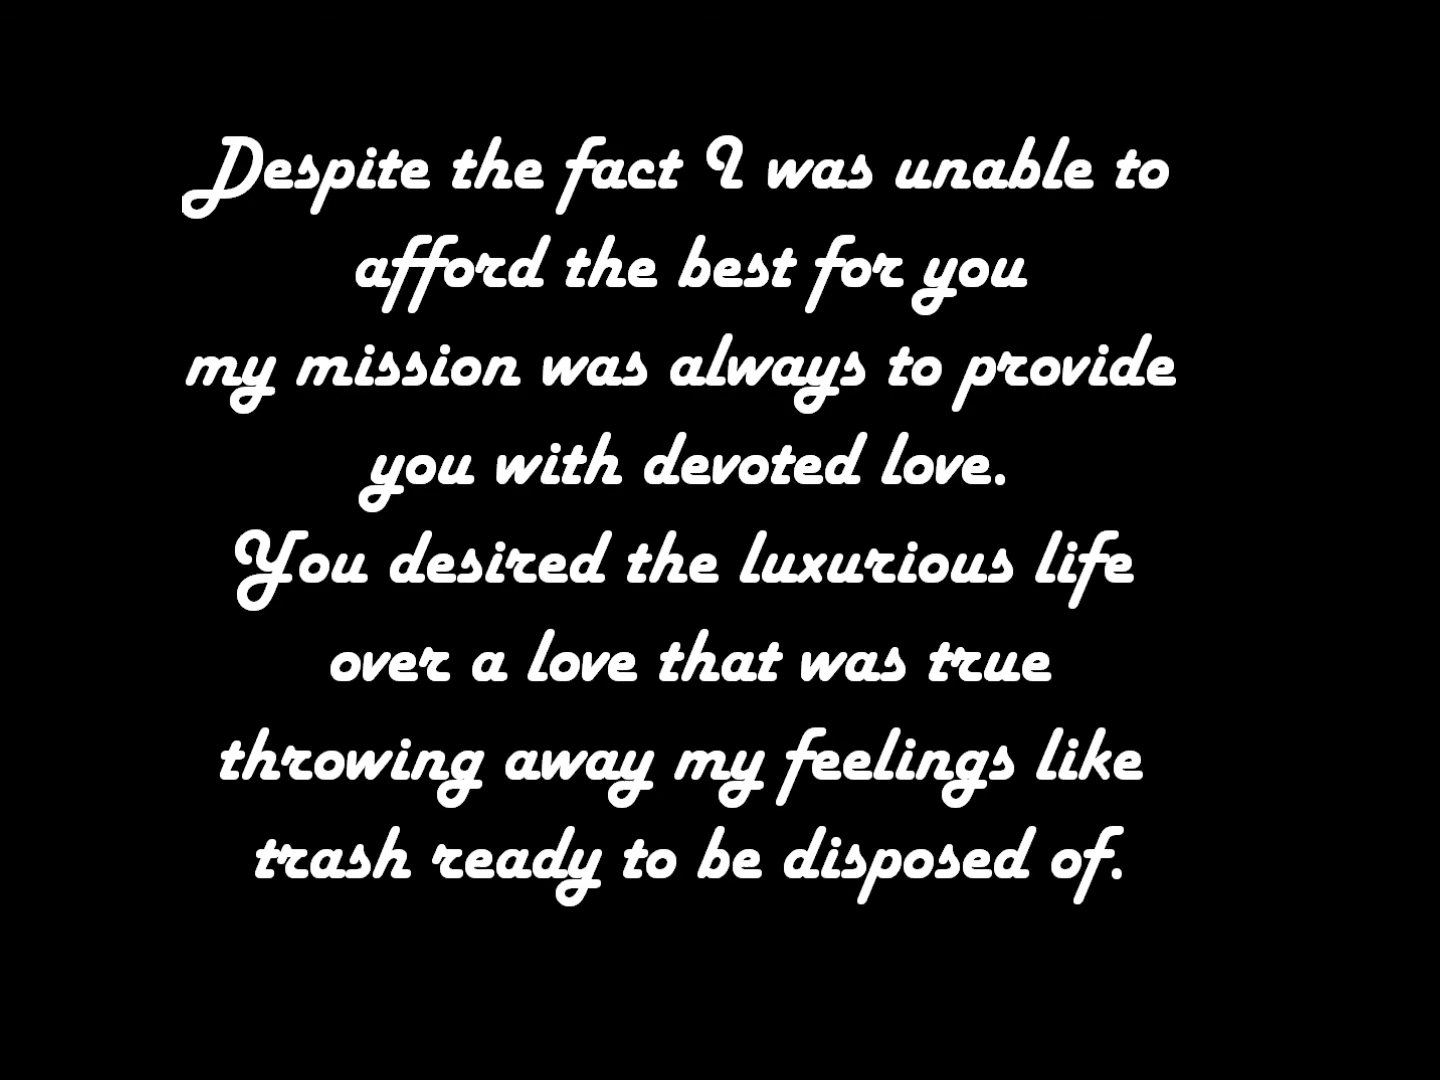 Despite the fact I was unable to
afford the best for you
my mission was always to provide
you with devoted love.
You desired the luxurious life
over a love that was true
throwing away my feelings like
trash ready to be disposed of.